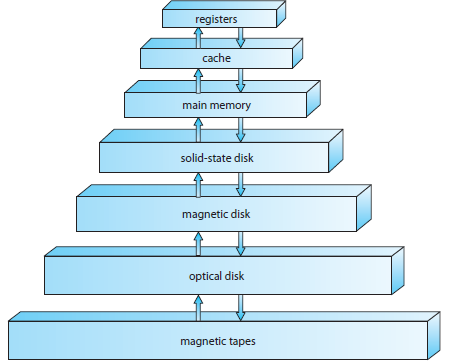 registers
cache
main memory
solid-state disk
magnetic disk
optical disk
magnetic tapes